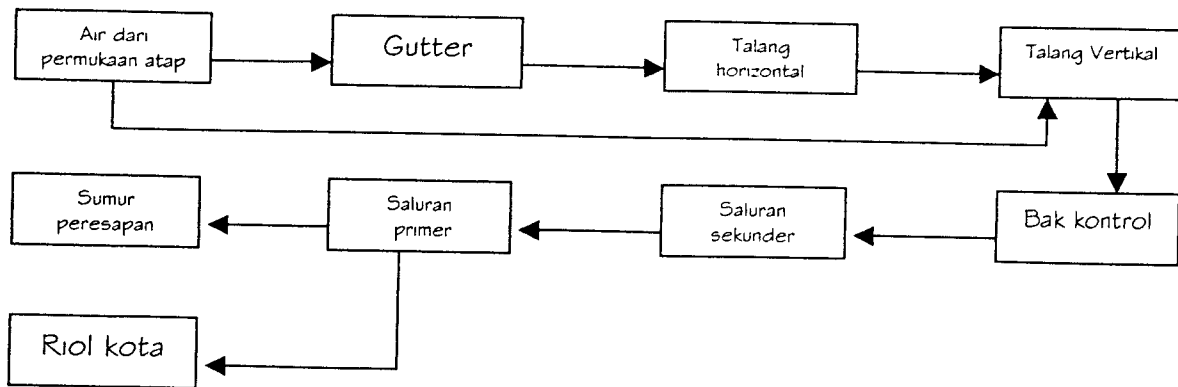 Air dari
permukaan atap
Gutter
Talang
horizontal
Talang Vertikal
Sumur
peresapan
Saluran
primer
Saluran
sekunder
Bak kontrol
Riol kota